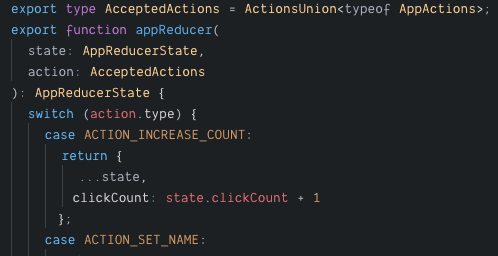 export type AcceptedActions = ActionsUnion<typeof AppActions>;
export function appReducer(
state: AppReducerState,
action: AcceptedActions
): AppReducerState {
switch (action.type) {
case ACTION_INCREASE_COUNT:
return {
...state,
clickCount: state.clickCount + 1
};
case ACTION_SET_NAME: